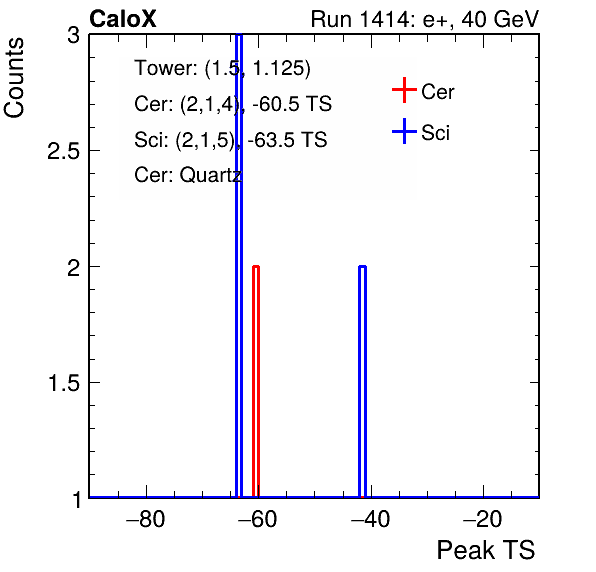 CaloX Run 1414: e+, 40 GeV
Counts
3
2.5
2
1.5
1
Tower: (1.5, 1.125)
Cer: (2,1,4), -60.5 TS
Sci: (2,1,5), -63.5 TS
Cer: Quartz
Cer
Sci
−80 −60 −40 −20
Peak TS